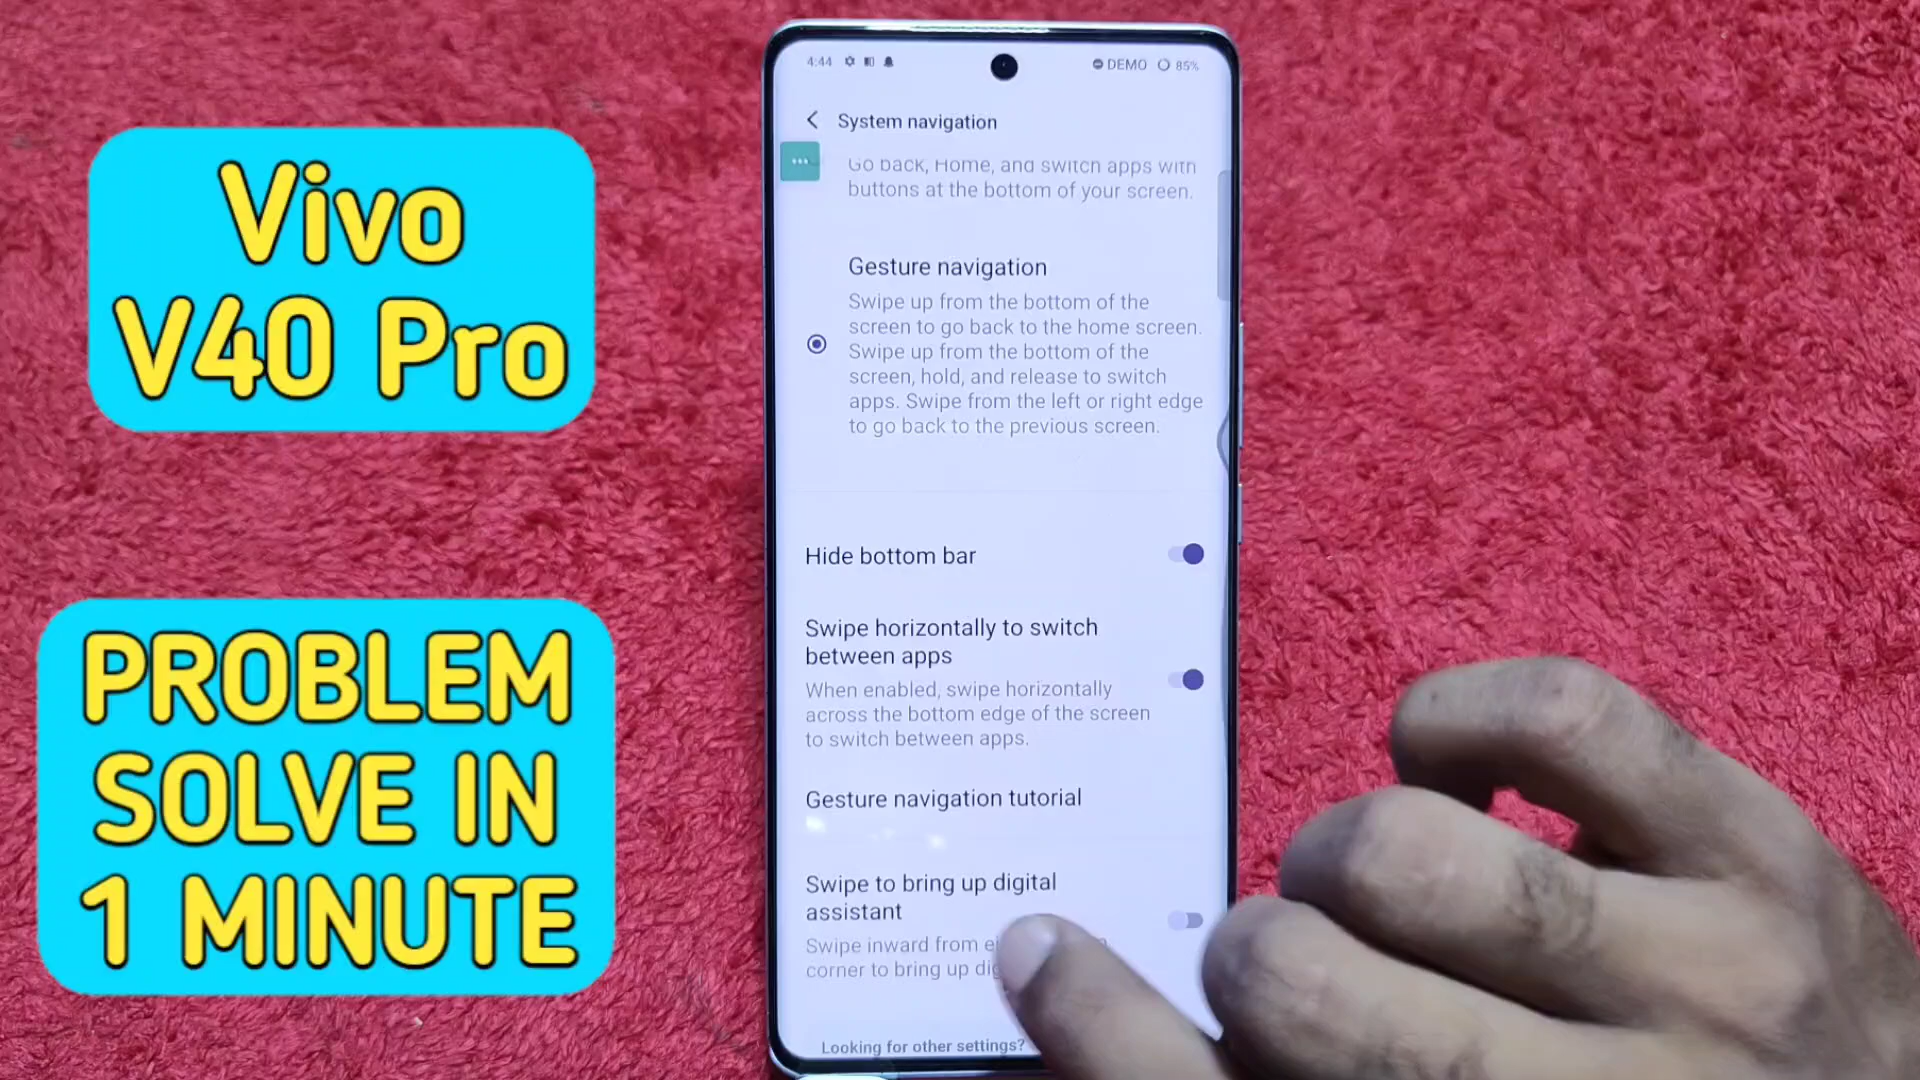 Vivo
V40 Pro
PROBLEM
SOLVE IN
1 MINUTE
4:44 DEMO 85%
System navigation
Go back, Home, and switch apps with
buttons at the bottom of your screen.
Gesture navigation
Swipe up from the bottom of the
screen to go back to the home screen.
Swipe up from the bottom of the
screen, hold, and release to switch
apps. Swipe from the left or right edge
to go back to the previous screen.
Hide bottom bar
Swipe horizontally to switch
between apps
When enabled, swipe horizontally
across the bottom edge of the screen
to switch between apps.
Gesture navigation tutorial
Swipe to bring up digital
assistant
Swipe inward from
corner to bring up
Looking for other settings?